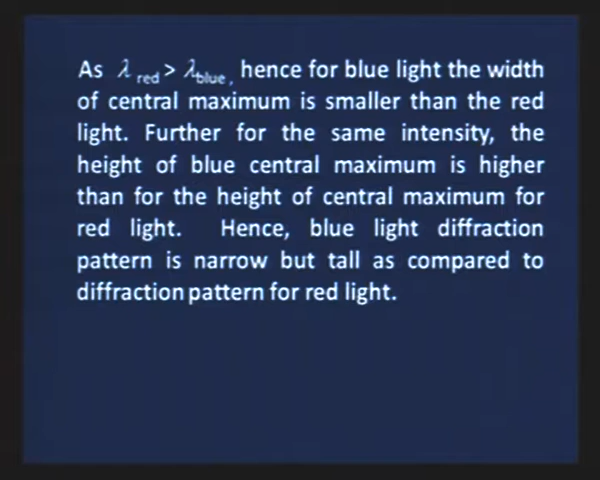 As λ red > λ blue, hence for blue light the width
of central maximum is smaller than the red
light. Further for the same intensity, the
height of blue central maximum is higher
than for the height of central maximum for
red light. Hence, blue light diffraction
pattern is narrow but tall as compared to
diffraction pattern for red light.